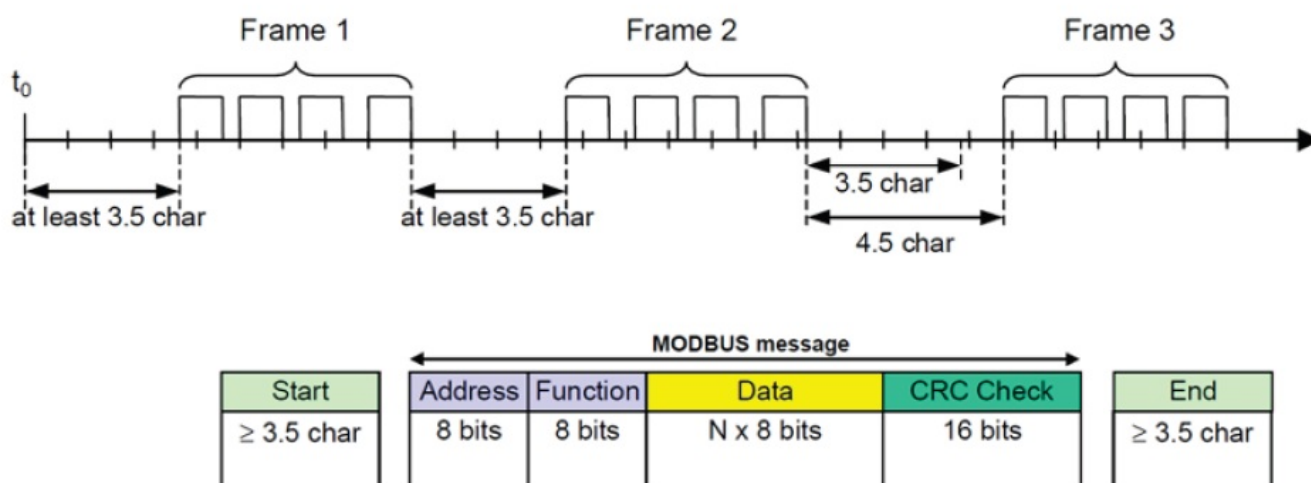 Frame 1 Frame 2 Frame 3
t0
3.5 char
at least 3.5 char at least 3.5 char
4.5 char
MODBUS message
Start Address Function Data CRC Check End
≥ 3.5 char 8 bits 8 bits N x 8 bits 16 bits ≥ 3.5 char